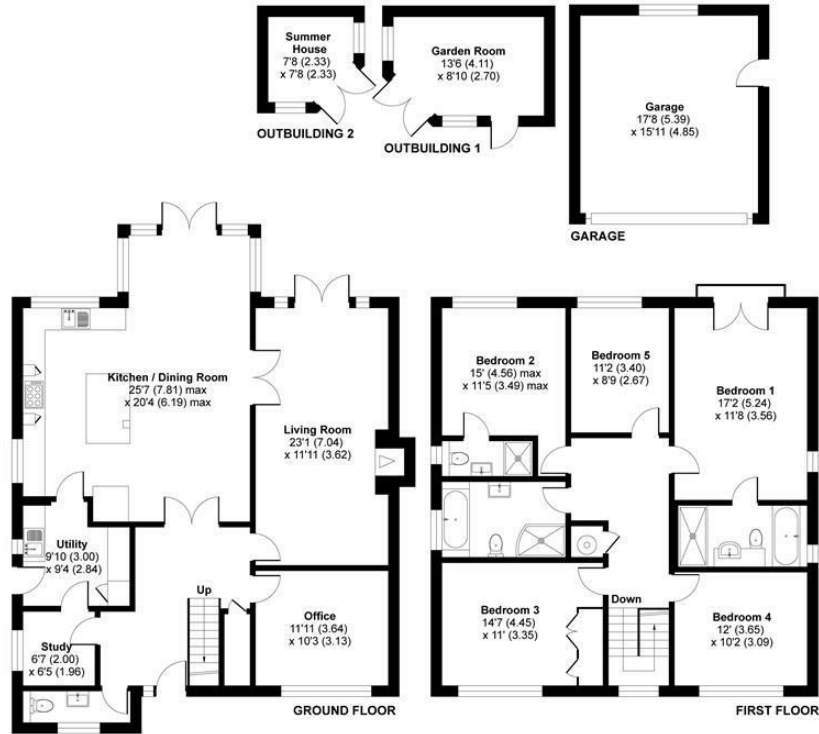 Summer
House
7'8 (2.33)
x 7'8 (2.33)
OUTBUILDING 2
Garden Room
13'6 (4.11)
x 8'10 (2.70)
OUTBUILDING 1
Garage
17'8 (5.39)
x 15'11 (4.85)
GARAGE
Kitchen / Dining Room
25'7 (7.81) max
x 20'4 (6.19) max
Living Room
23'1 (7.04)
x 11'11 (3.62)
Utility
9'10 (3.00)
x 9'4 (2.84)
Up
Study
6'7 (2.00)
x 6'5 (1.96)
Office
11'11 (3.64)
x 10'3 (3.13)
GROUND FLOOR
Bedroom 2
15' (4.56) max
x 11'5 (3.49) max
Bedroom 5
11'2 (3.40)
x 8'9 (2.67)
Bedroom 1
17'2 (5.24)
x 11'8 (3.56)
Bedroom 3
14'7 (4.45)
x 11' (3.35)
Down
Bedroom 4
12' (3.65)
x 10'2 (3.09)
FIRST FLOOR